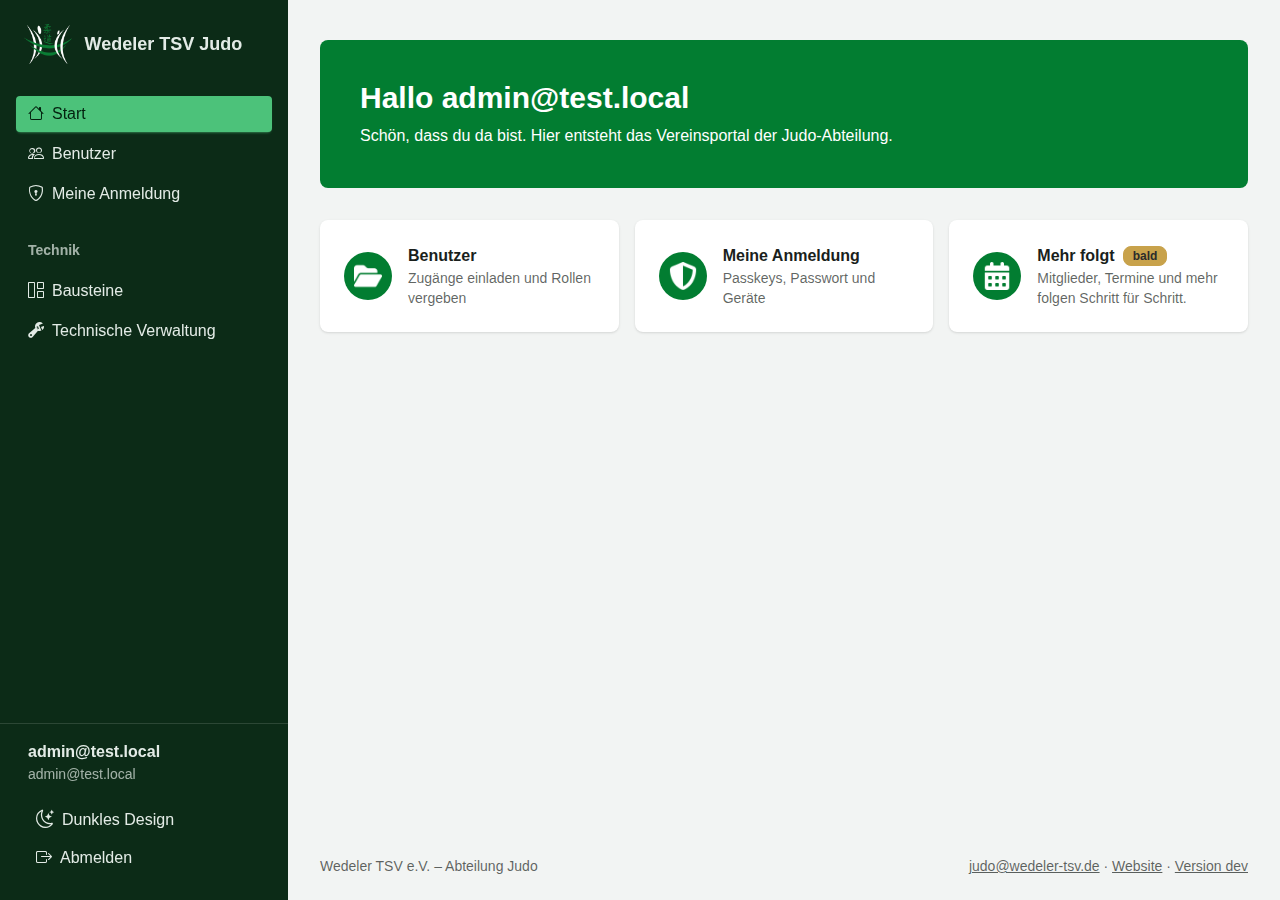 Wedeler TSV Judo
Start
Benutzer
Meine Anmeldung
Technik
Bausteine
Technische Verwaltung
admin@test.local
admin@test.local
Dunkles Design
Abmelden
Hallo admin@test.local
Schön, dass du da bist. Hier entsteht das Vereinsportal der Judo-Abteilung.
Benutzer
Zugänge einladen und Rollen
vergeben
Meine Anmeldung
Passkeys, Passwort und
Geräte
Mehr folgt bald
Mitglieder, Termine und mehr
folgen Schritt für Schritt.
Wedeler TSV e.V. – Abteilung Judo
judo@wedeler-tsv.de · Website · Version dev